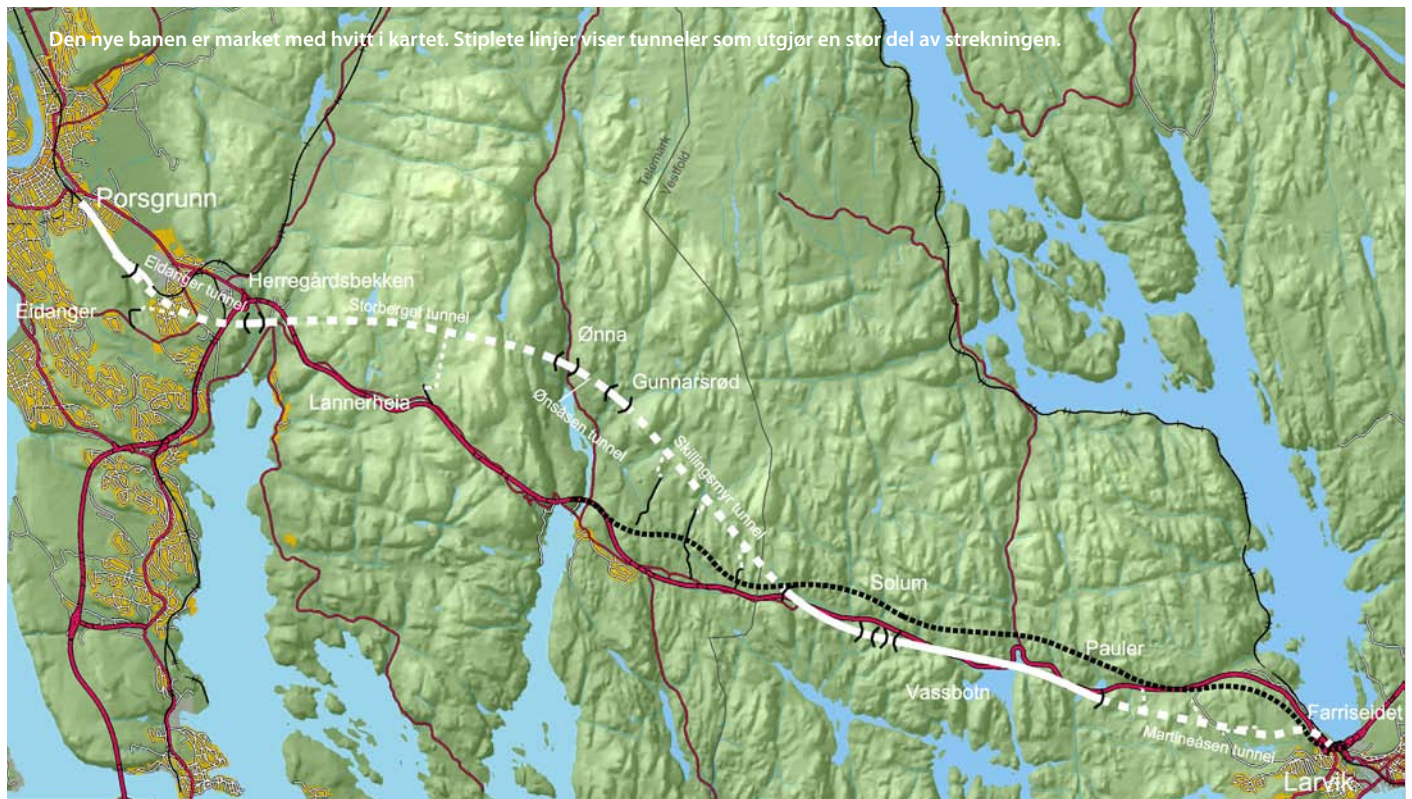 Den nye banen er market med hvitt i kartet. Stiplete linjer viser tunneler som utgjør en stor del av strekningen.
Telemark
Vestfold
Porsgrunn
Eidanger tunnel
Herregårdsbekken
Eidanger
Storberget tunnel
Ønna
Gunnarsrød
Lannerheia
Ønsåsen tunnel
Skillingsmyr tunnel
Solum
Pauler
Vassbotn
Farriseidet
Martineåsen tunnel
Larvik